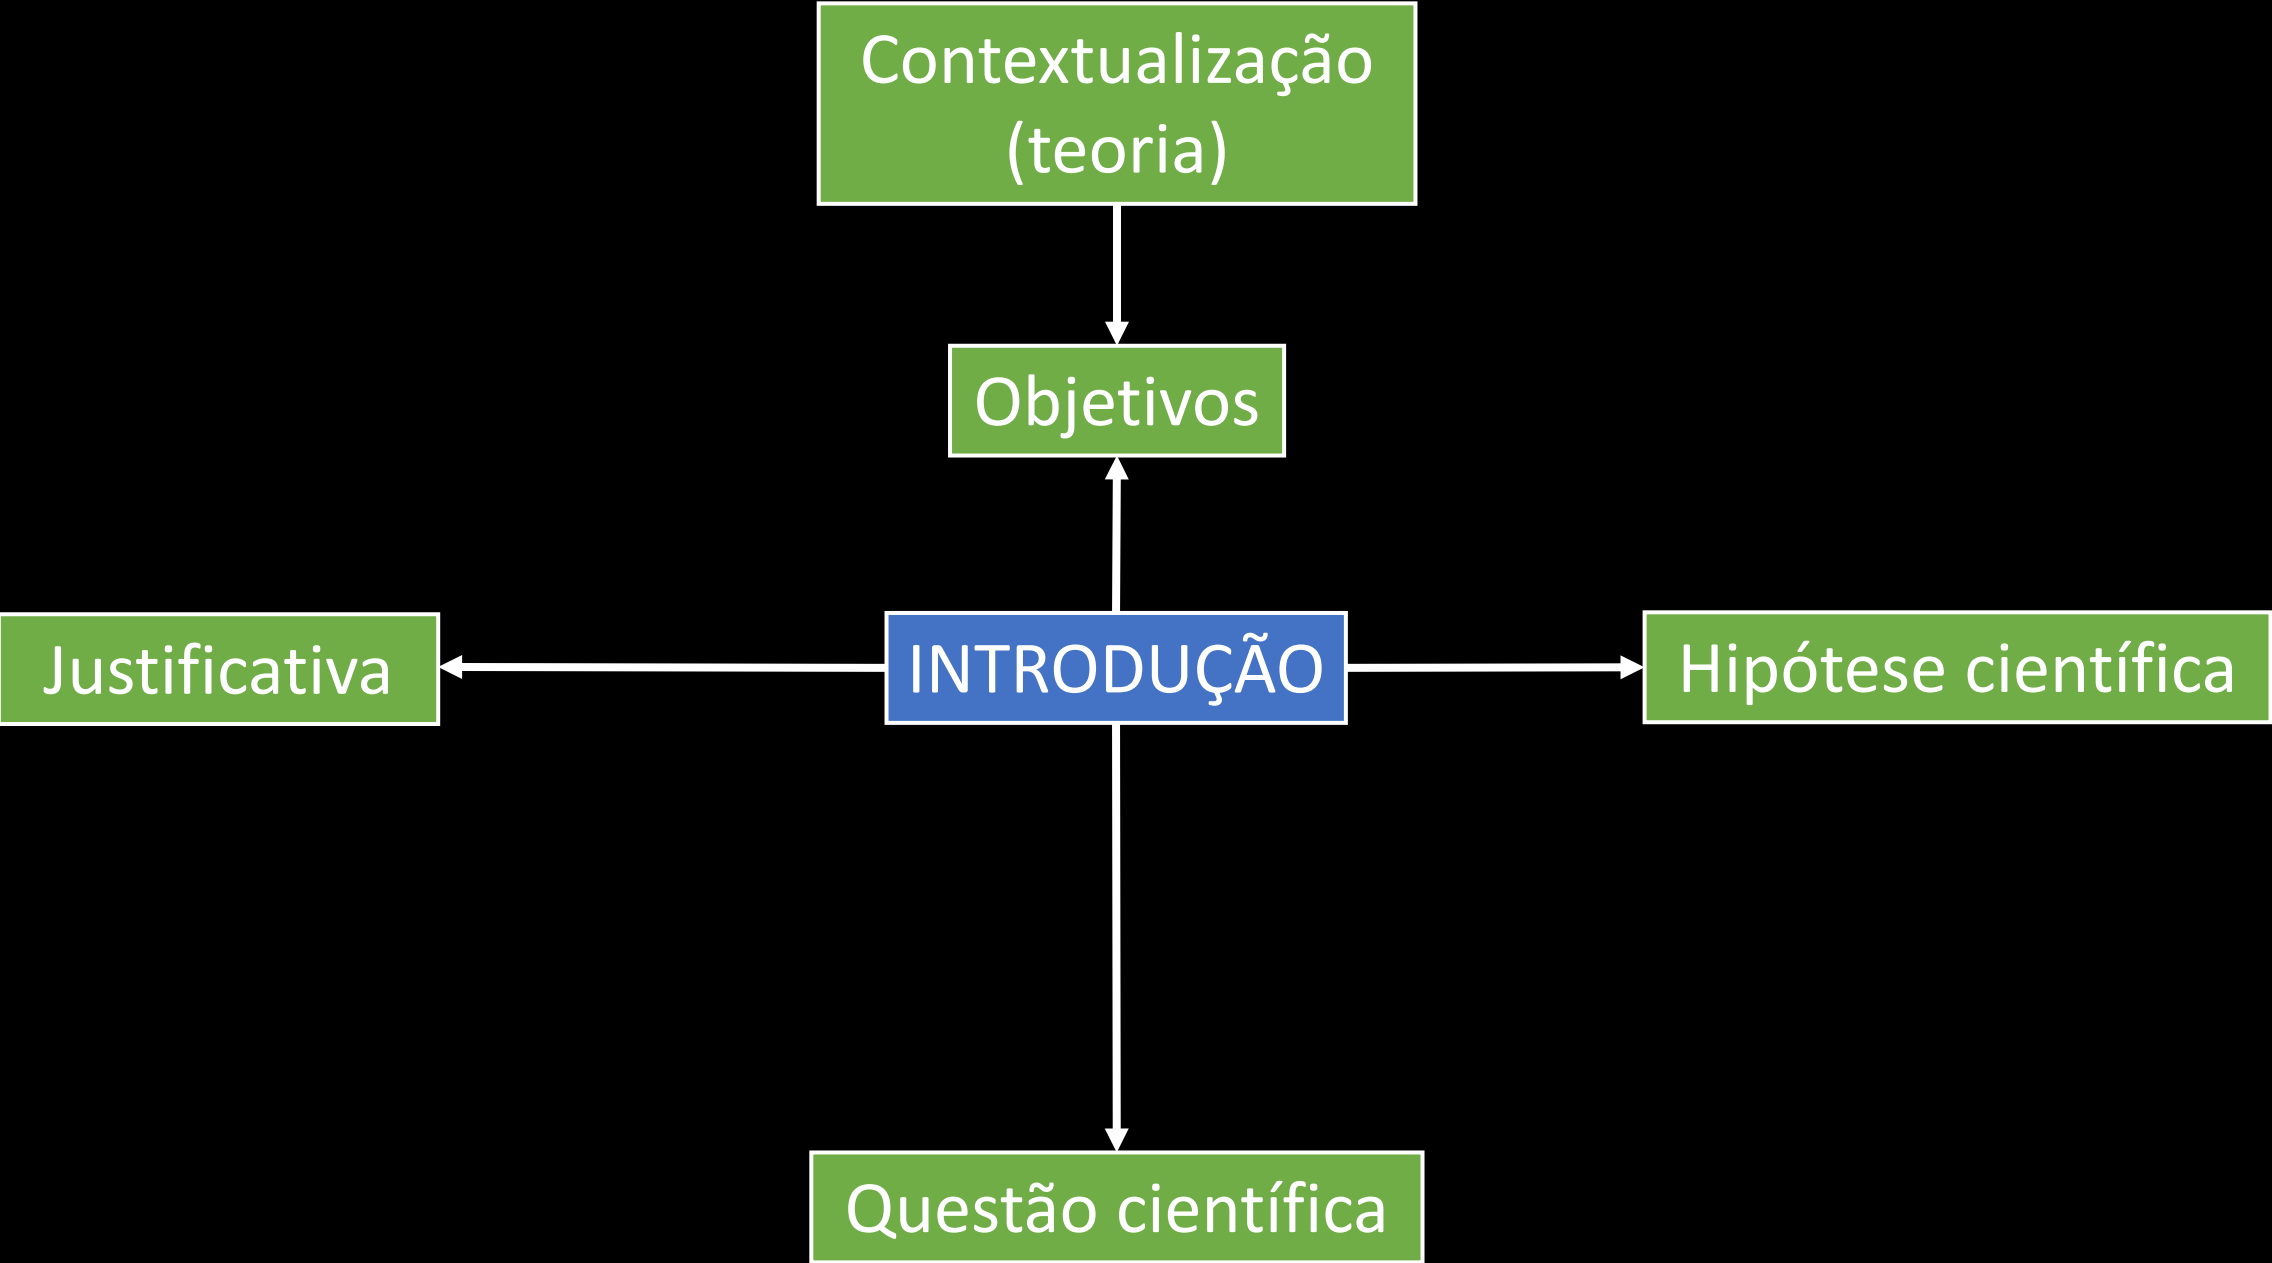 Contextualização
(teoria)
Objetivos
Justificativa
INTRODUÇÃO
Hipótese científica
Questão científica